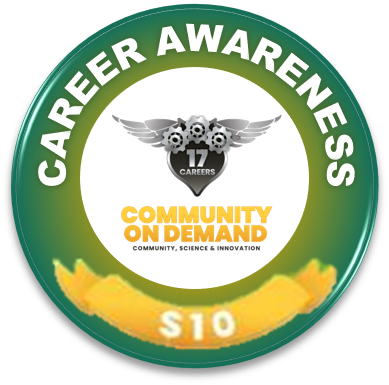 CAREER AWARENESS
17
CAREERS
COMMUNITY
ON DEMAND
COMMUNITY, SCIENCE & INNOVATION
S10